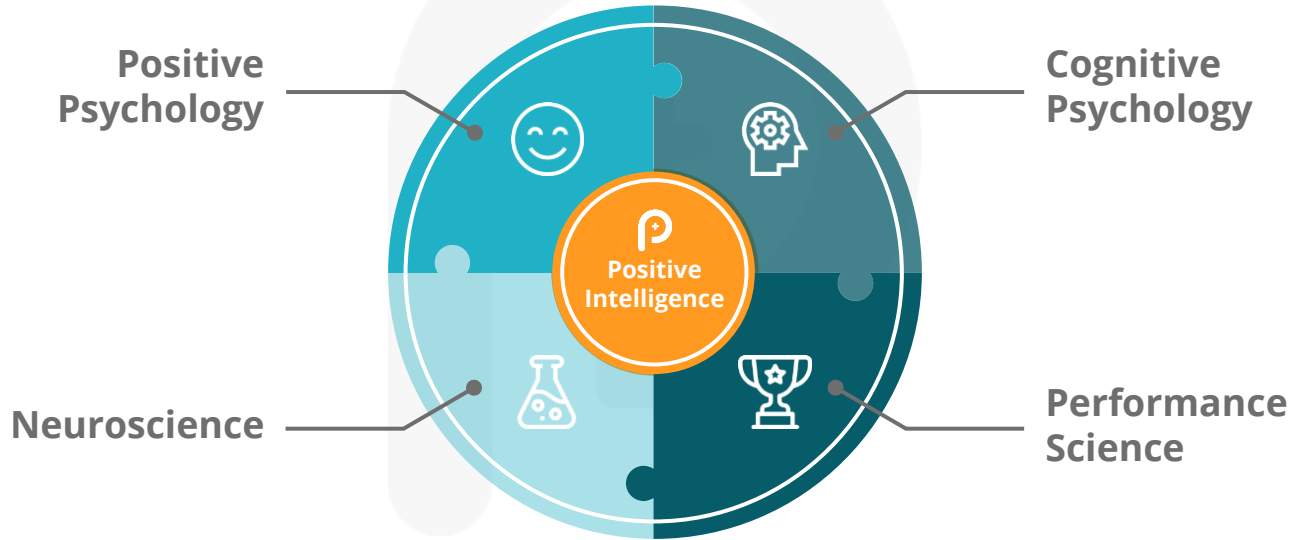 Positive
Psychology
Cognitive
Psychology
Positive
Intelligence
Neuroscience
Performance
Science